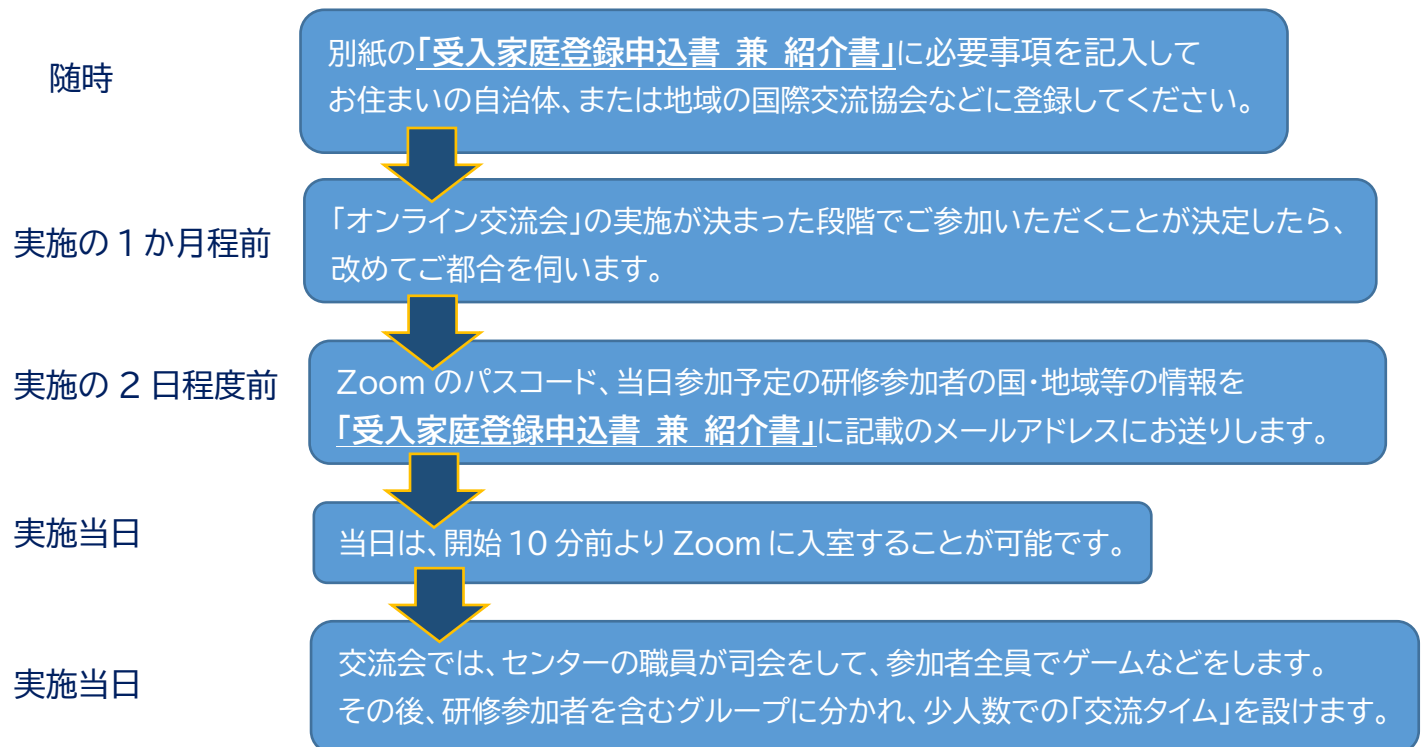 随時
別紙の「受入家庭登録申込書 兼 紹介書」に必要事項を記入して
お住まいの自治体、または地域の国際交流協会などに登録してください。
実施の1か月程前
「オンライン交流会」の実施が決まった段階でご参加いただくことが決定したら、
改めてご都合を伺います。
実施の2日程度前
Zoomのパスコード、当日参加予定の研修参加者の国・地域等の情報を
「受入家庭登録申込書 兼 紹介書」に記載のメールアドレスにお送りします。
実施当日
当日は、開始10分前よりZoomに入室することが可能です。
実施当日
交流会では、センターの職員が司会をして、参加者全員でゲームなどをします。
その後、研修参加者を含むグループに分かれ、少人数での「交流タイム」を設けます。